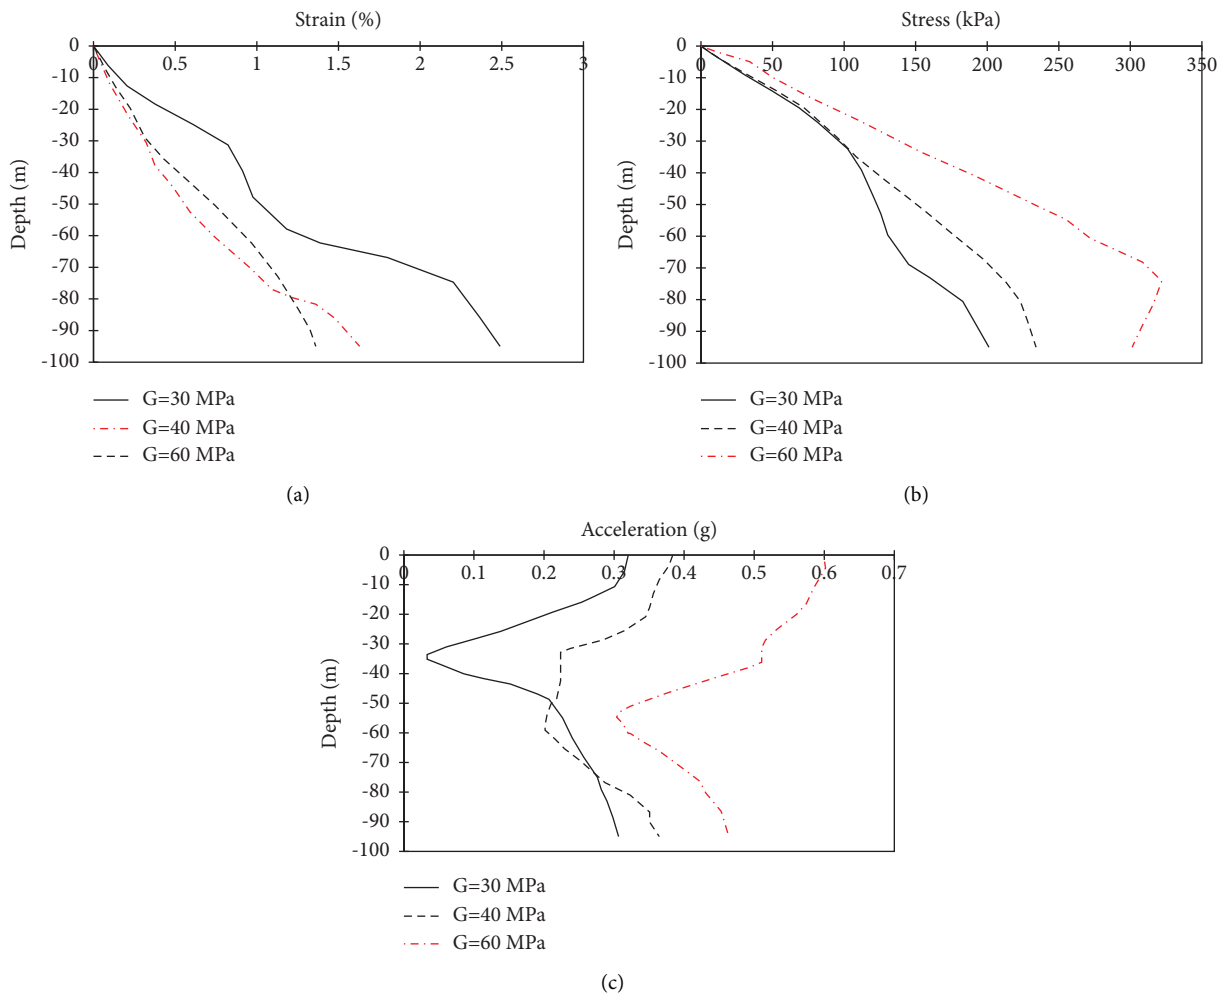 Strain (%)
0 0.5 1 1.5 2 2.5 3
0
-10
-20
-30
-40
-50
-60
-70
-80
-90
-100
Depth (m)
G=30 MPa
G=40 MPa
G=60 MPa
(a)
Stress (kPa)
0 50 100 150 200 250 300 350
0
-10
-20
-30
-40
-50
-60
-70
-80
-90
-100
Depth (m)
G=30 MPa
G=40 MPa
G=60 MPa
(b)
Acceleration (g)
0 0.1 0.2 0.3 0.4 0.5 0.6 0.7
0
-10
-20
-30
-40
-50
-60
-70
-80
-90
-100
Depth (m)
G=30 MPa
G=40 MPa
G=60 MPa
(c)